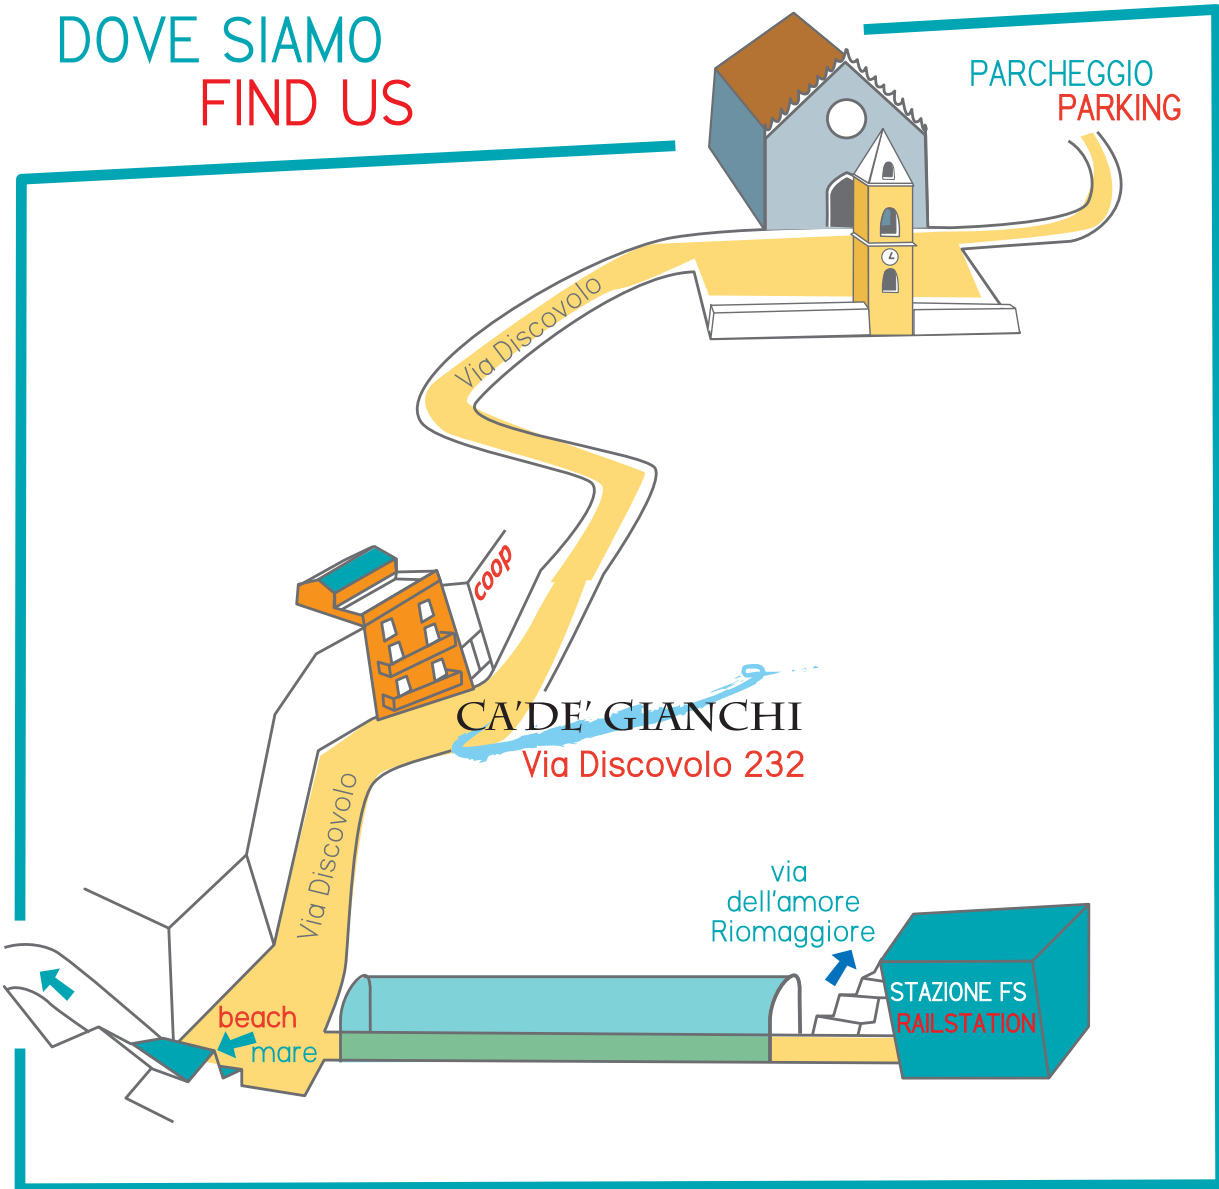 DOVE SIAMO
FIND US
PARCHEGGIO
PARKING
Via Discovolo
coop
CA'DE' GIANCHI
Via Discovolo 232
Via Discovolo
via
dell'amore
Riomaggiore
STAZIONE FS
RAILSTATION
beach
mare